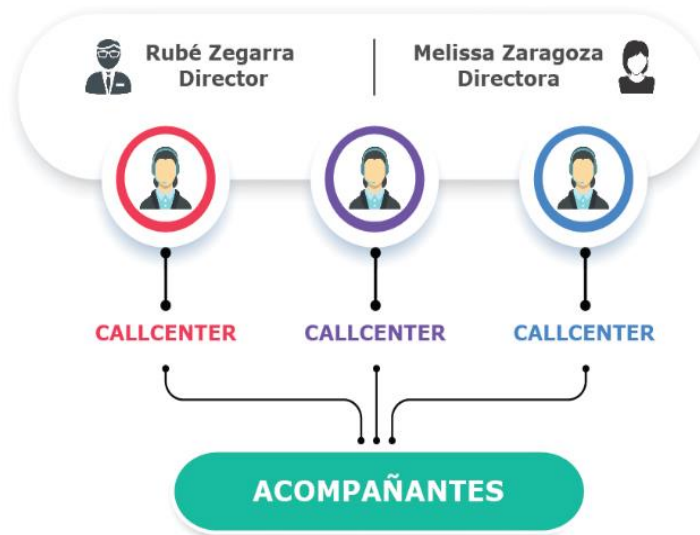 Rubé Zegarra
Director
Melissa Zaragoza
Directora
CALLCENTER
CALLCENTER
CALLCENTER
ACOMPAÑANTES